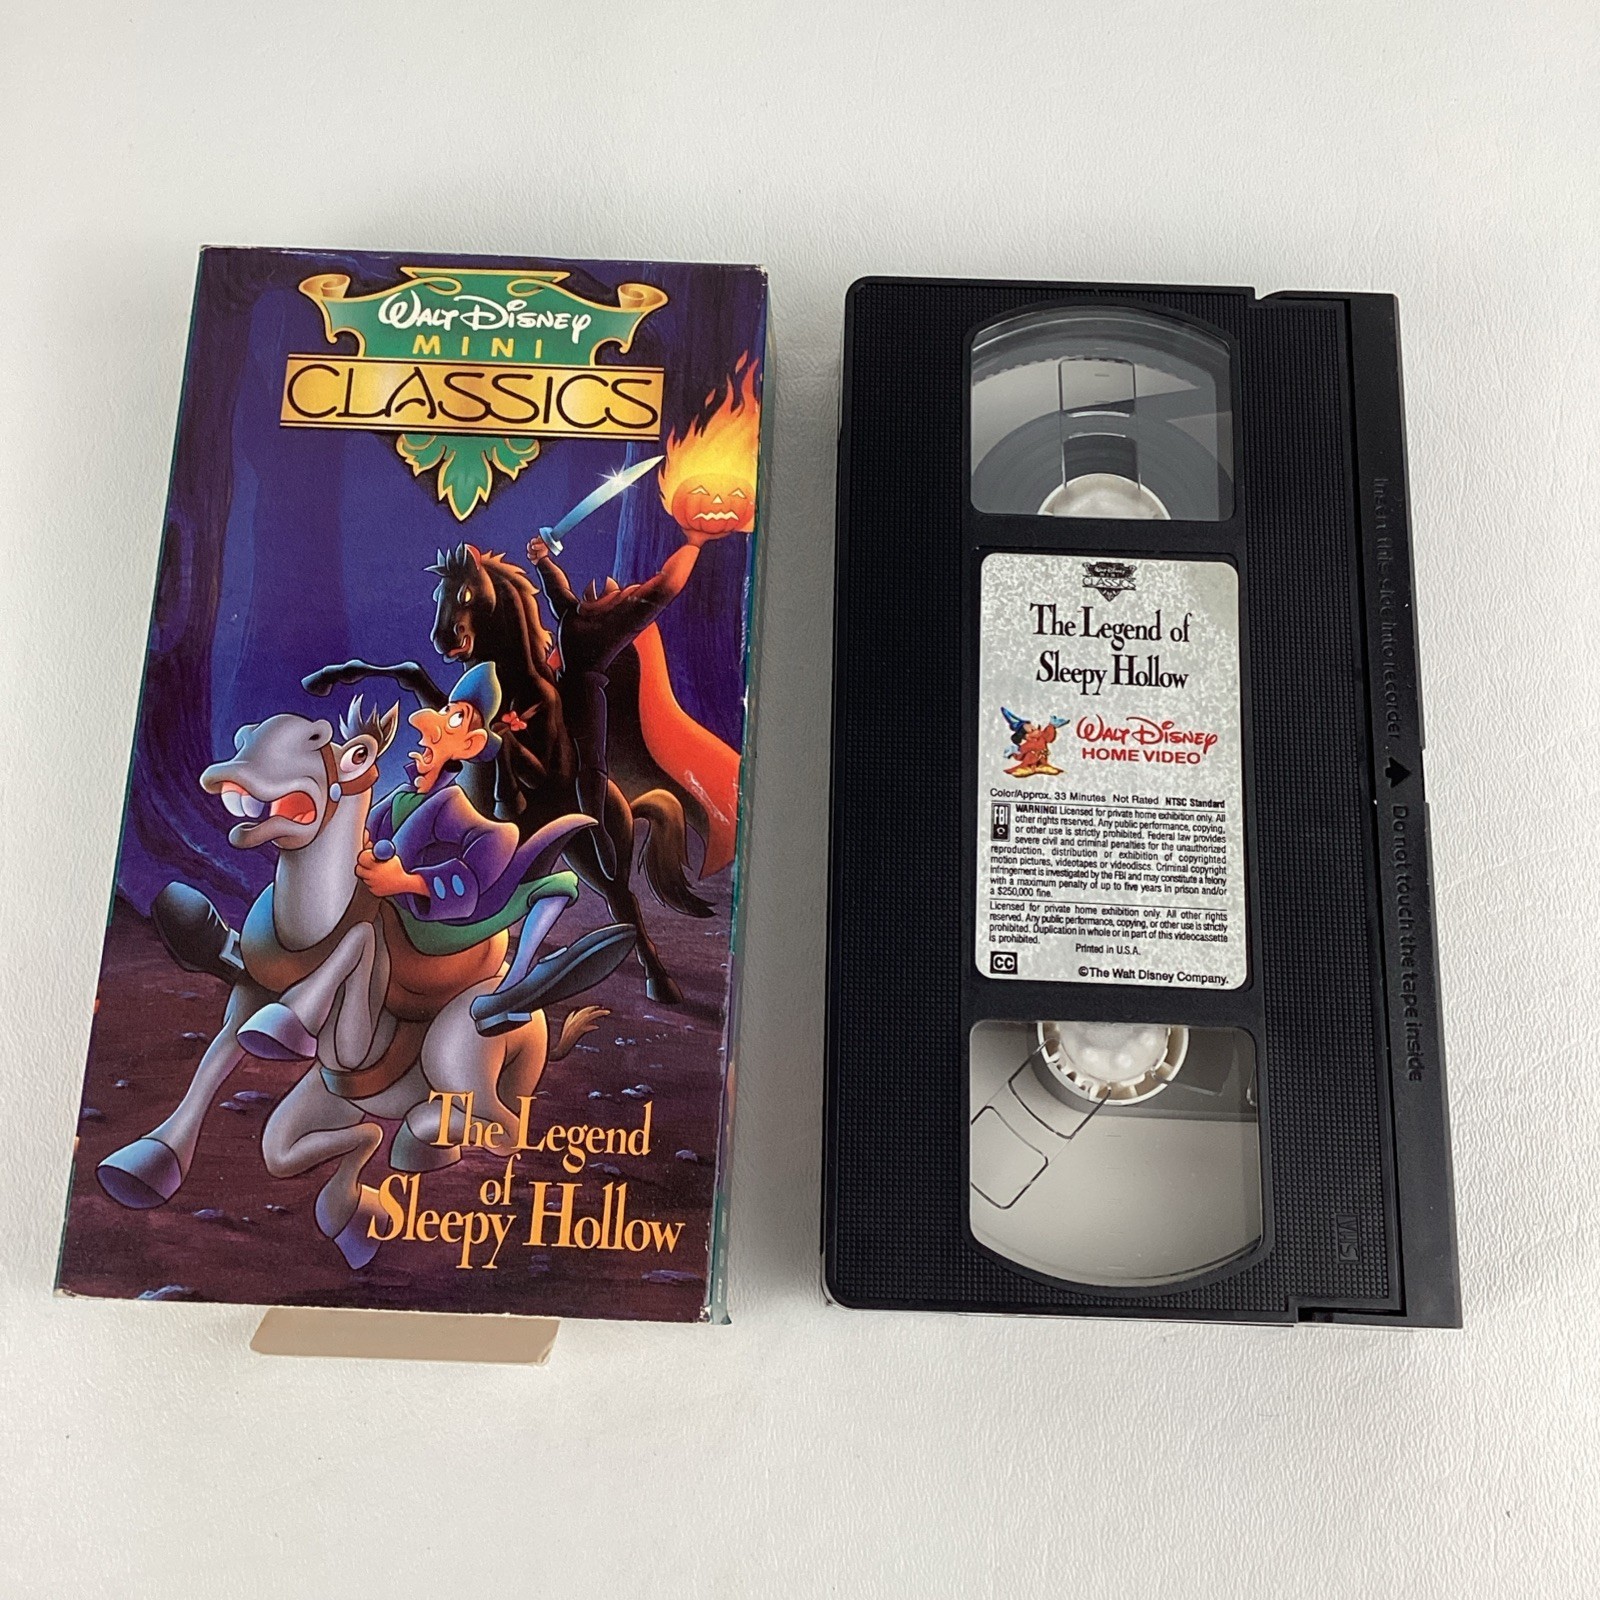 WALT DISNEY
MINI
CLASSICS
The Legend
of
Sleepy Hollow
WALT DISNEY
MINI
CLASSICS
The Legend of
Sleepy Hollow
WALT DISNEY
HOME VIDEO
Color/Approx. 33 Minutes Not Rated NTSC Standard
FBI
WARNING! Licensed for private home exhibition only. All
other rights reserved. Any public performance, copying,
or other use is strictly prohibited. Federal law provides
severe civil and criminal penalties for the unauthorized
reproduction, distribution or exhibition of copyrighted
motion pictures, videotapes or videodiscs. Criminal copyright
infringement is investigated by the FBI and may constitute a felony
with a maximum penalty of up to five years in prison and/or
a $250,000 fine.
Licensed for private home exhibition only. All other rights
reserved. Any public performance, copying, or other use is strictly
prohibited. Duplication in whole or in part of this videocassette
is prohibited.
Printed in U.S.A.
CC
©The Walt Disney Company.
Insert this side into recorder. Do not touch the tape inside
VHS